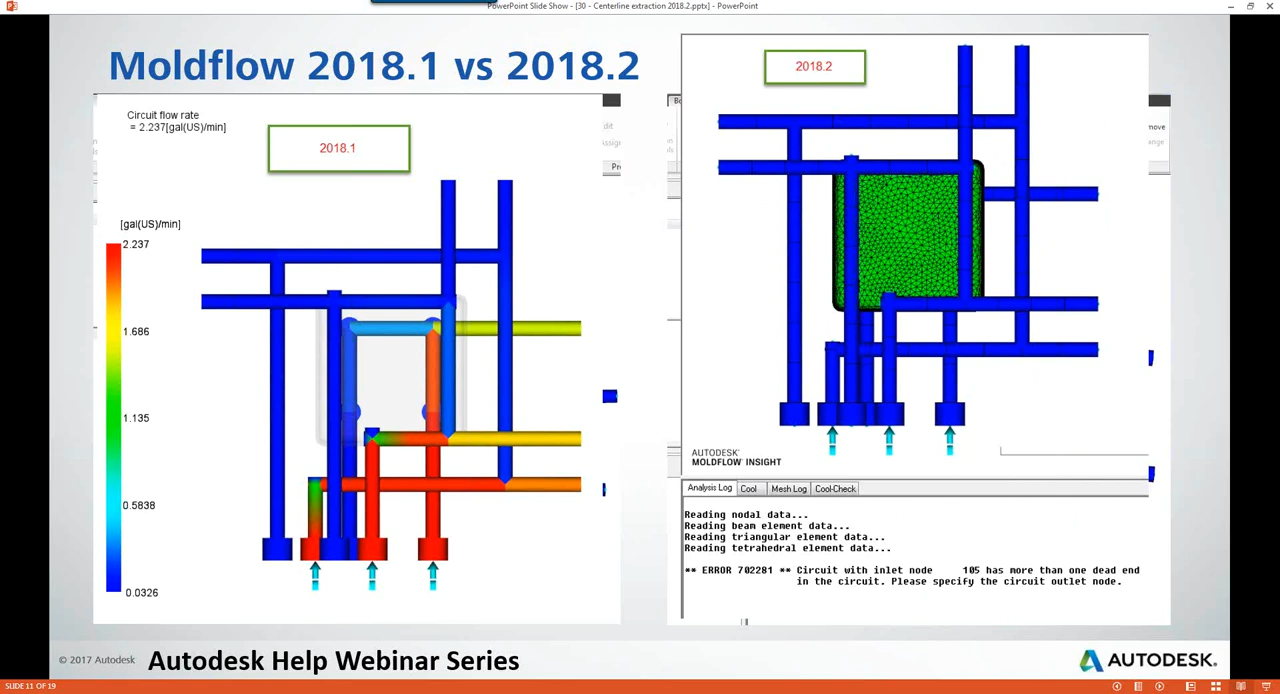 PowerPoint Slide Show - [30 - Centerline extraction 2018.2.pptx] - PowerPoint
Moldflow 2018.1 vs 2018.2
Circuit flow rate
= 2.237[gal(US)/min]
2018.1
[gal(US)/min]
2.237
1.686
1.135
0.5838
0.0326
2018.2
AUTODESK®
MOLDFLOW® INSIGHT
Analysis Log
Cool
Mesh Log
Cool-Check
Reading nodal data...
Reading beam element data...
Reading triangular element data...
Reading tetrahedral element data...
** ERROR 702281 ** Circuit with inlet node 105 has more than one dead end
in the circuit. Please specify the circuit outlet node.
© 2017 Autodesk
Autodesk Help Webinar Series
AUTODESK.
SLIDE 11 OF 19